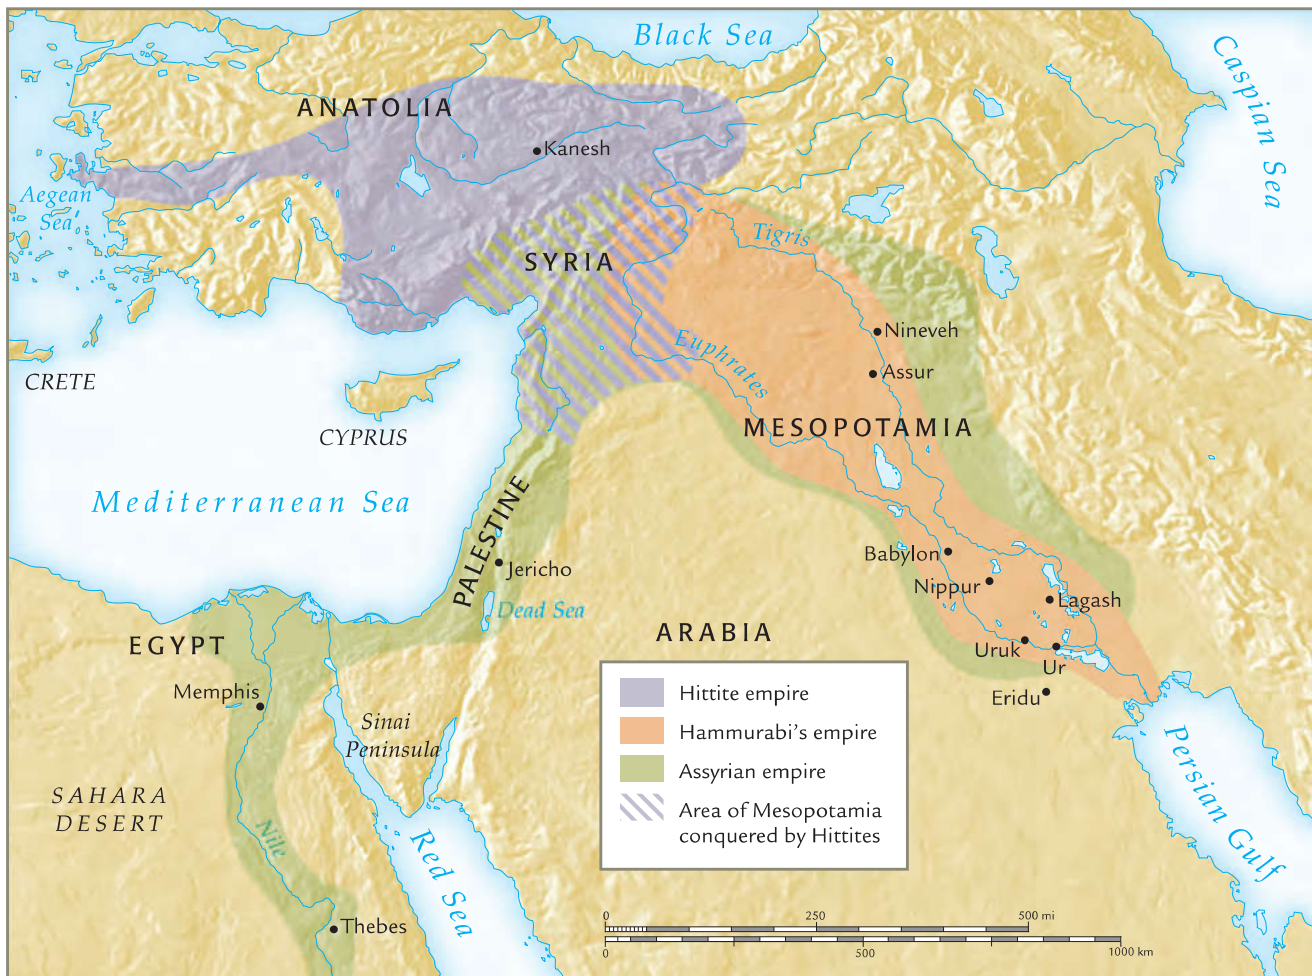 Black Sea
Caspian Sea
ANATOLIA
Kanesh
Aegean
Sea
Tigris
SYRIA
Nineveh
Euphrates
Assur
CRETE
CYPRUS
MESOPOTAMIA
Mediterranean Sea
PALESTINE
Babylon
Jericho
Nippur
Lagash
Dead Sea
EGYPT
ARABIA
Uruk
Ur
Memphis
Eridu
Sinai
Peninsula
Hittite empire
Hammurabi's empire
Assyrian empire
Area of Mesopotamia
conquered by Hittites
Persian Gulf
SAHARA
DESERT
Nile
Red Sea
Thebes
0 250 500 mi
0 500 1000 km